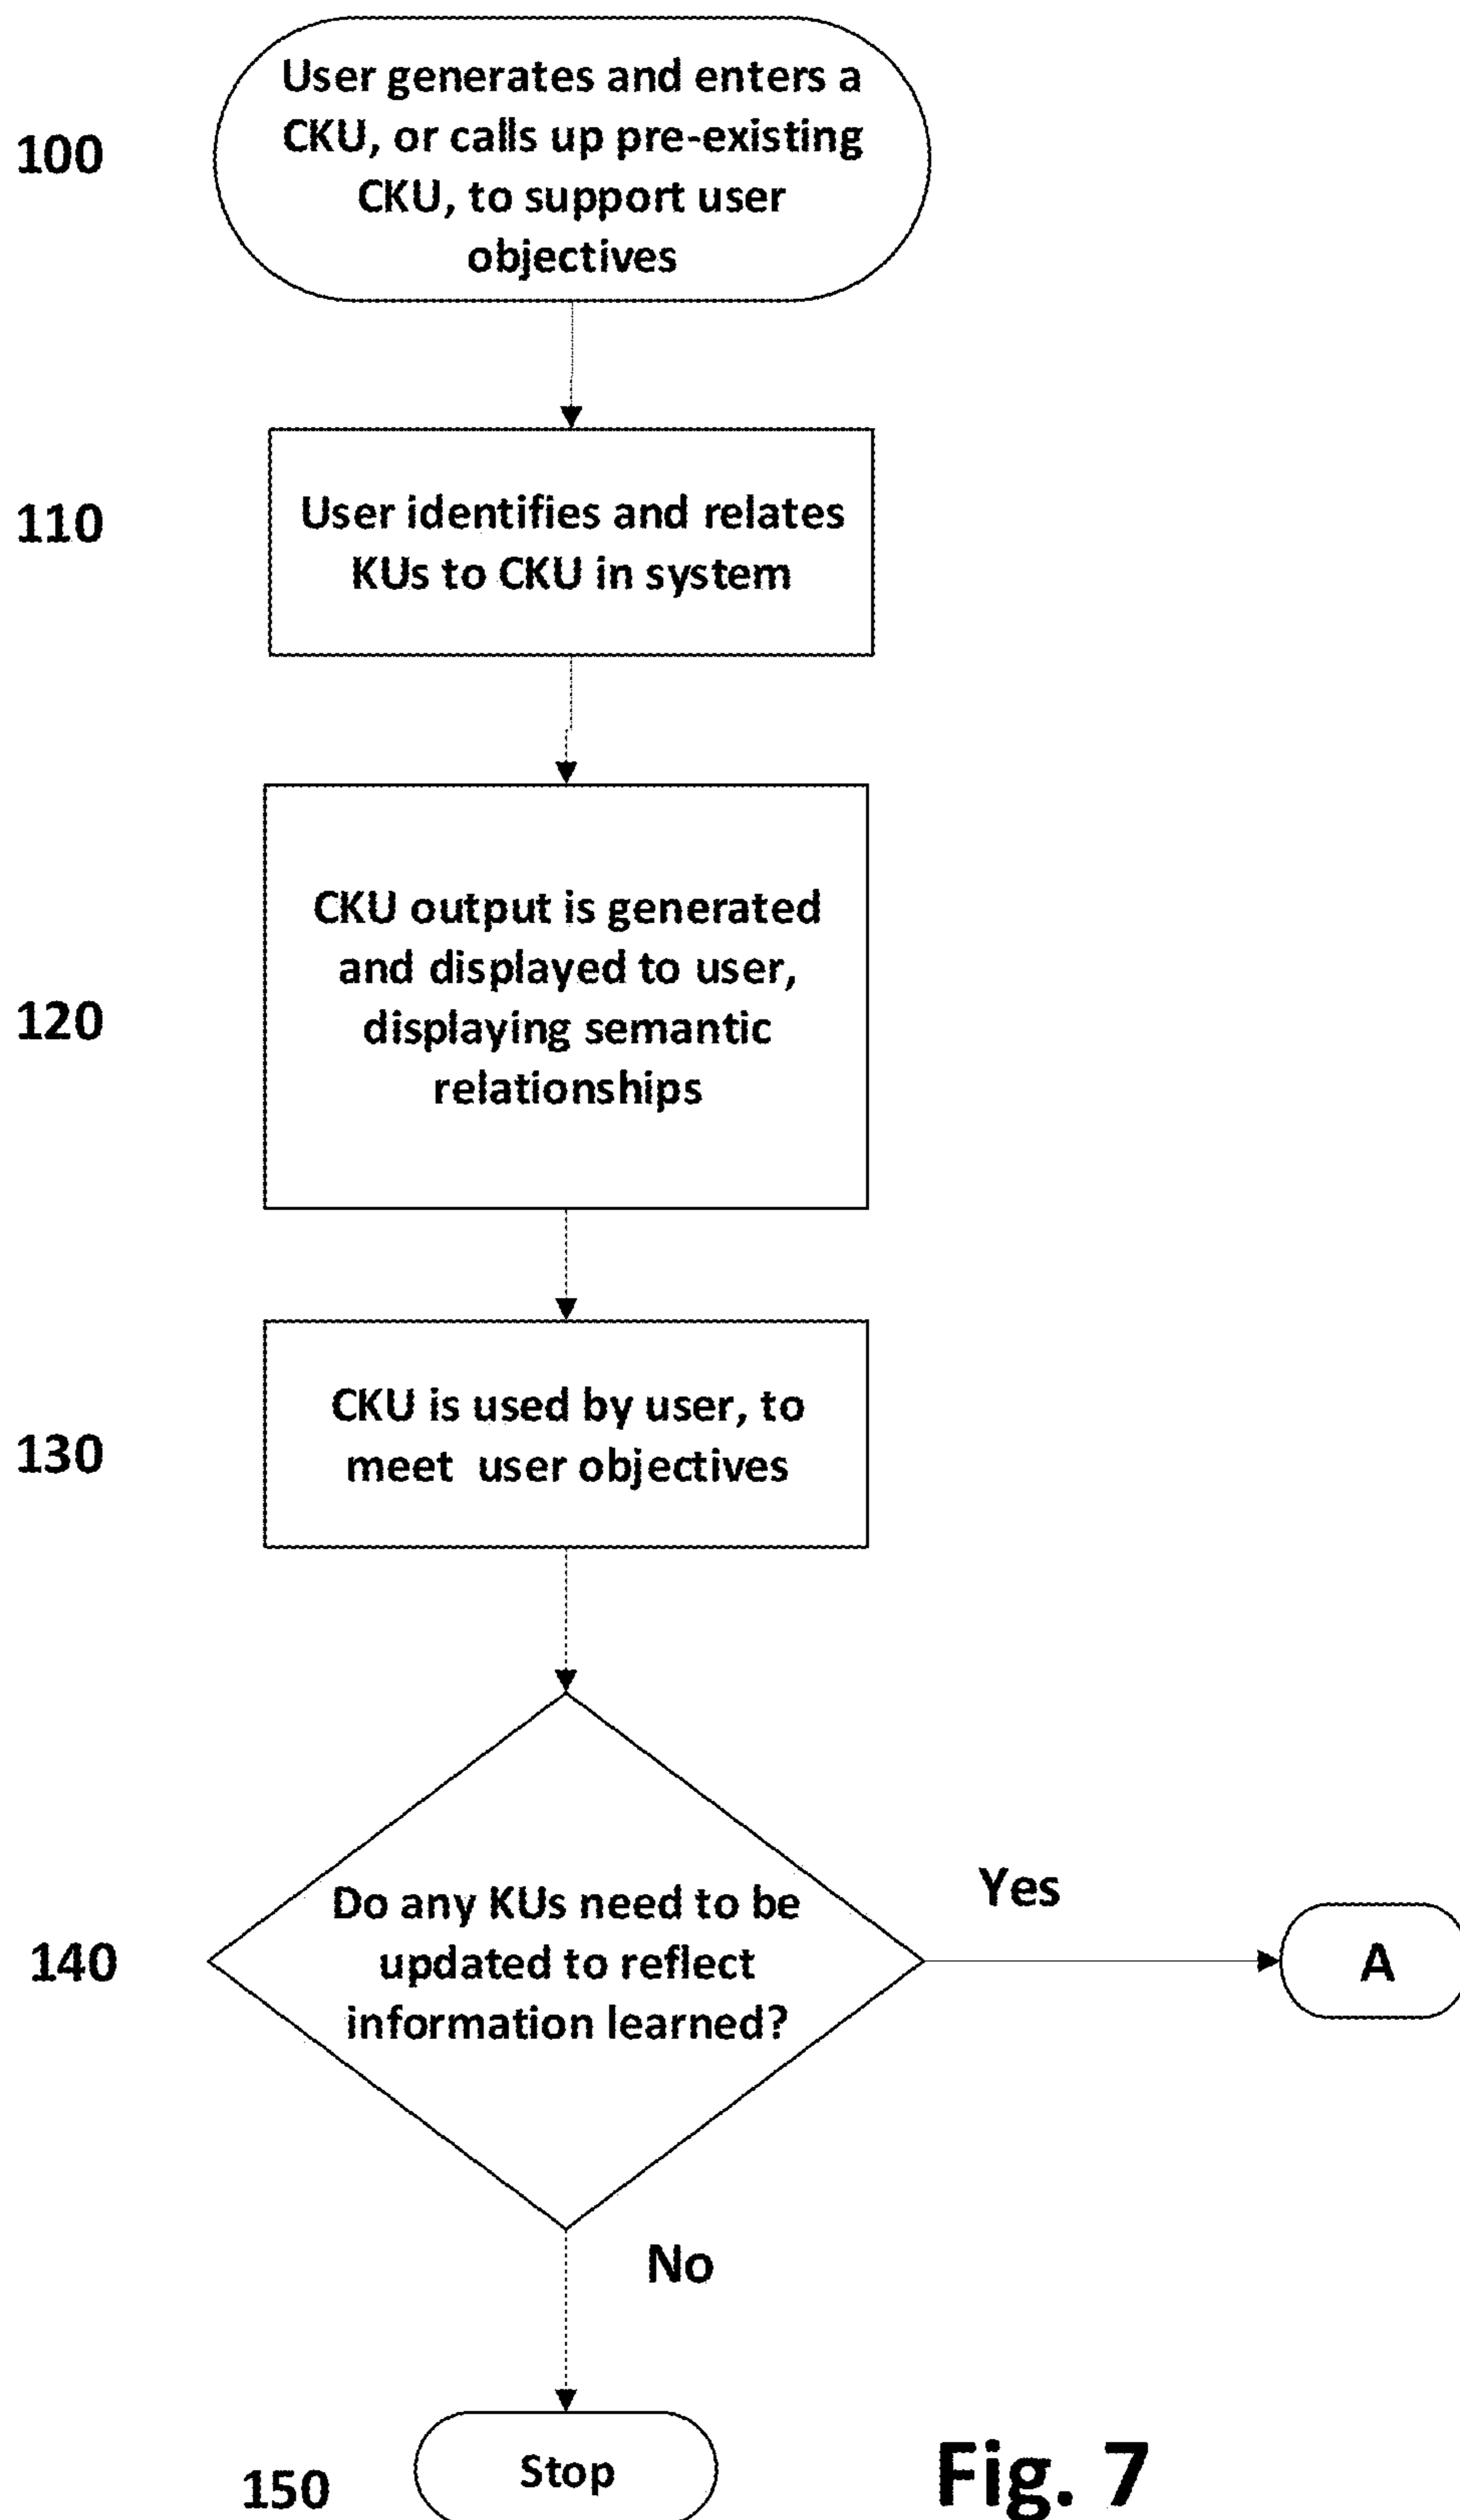 User generates and enters a
CKU, or calls up pre-existing
CKU, to support user
objectives
100
User identifies and relates
KUs to CKU in system
110
CKU output is generated
and displayed to user,
displaying semantic
relationships
120
CKU is used by user, to
meet user objectives
130
Do any KUs need to be
updated to reflect
information learned?
140
Yes
A
No
Stop
150
Fig. 7